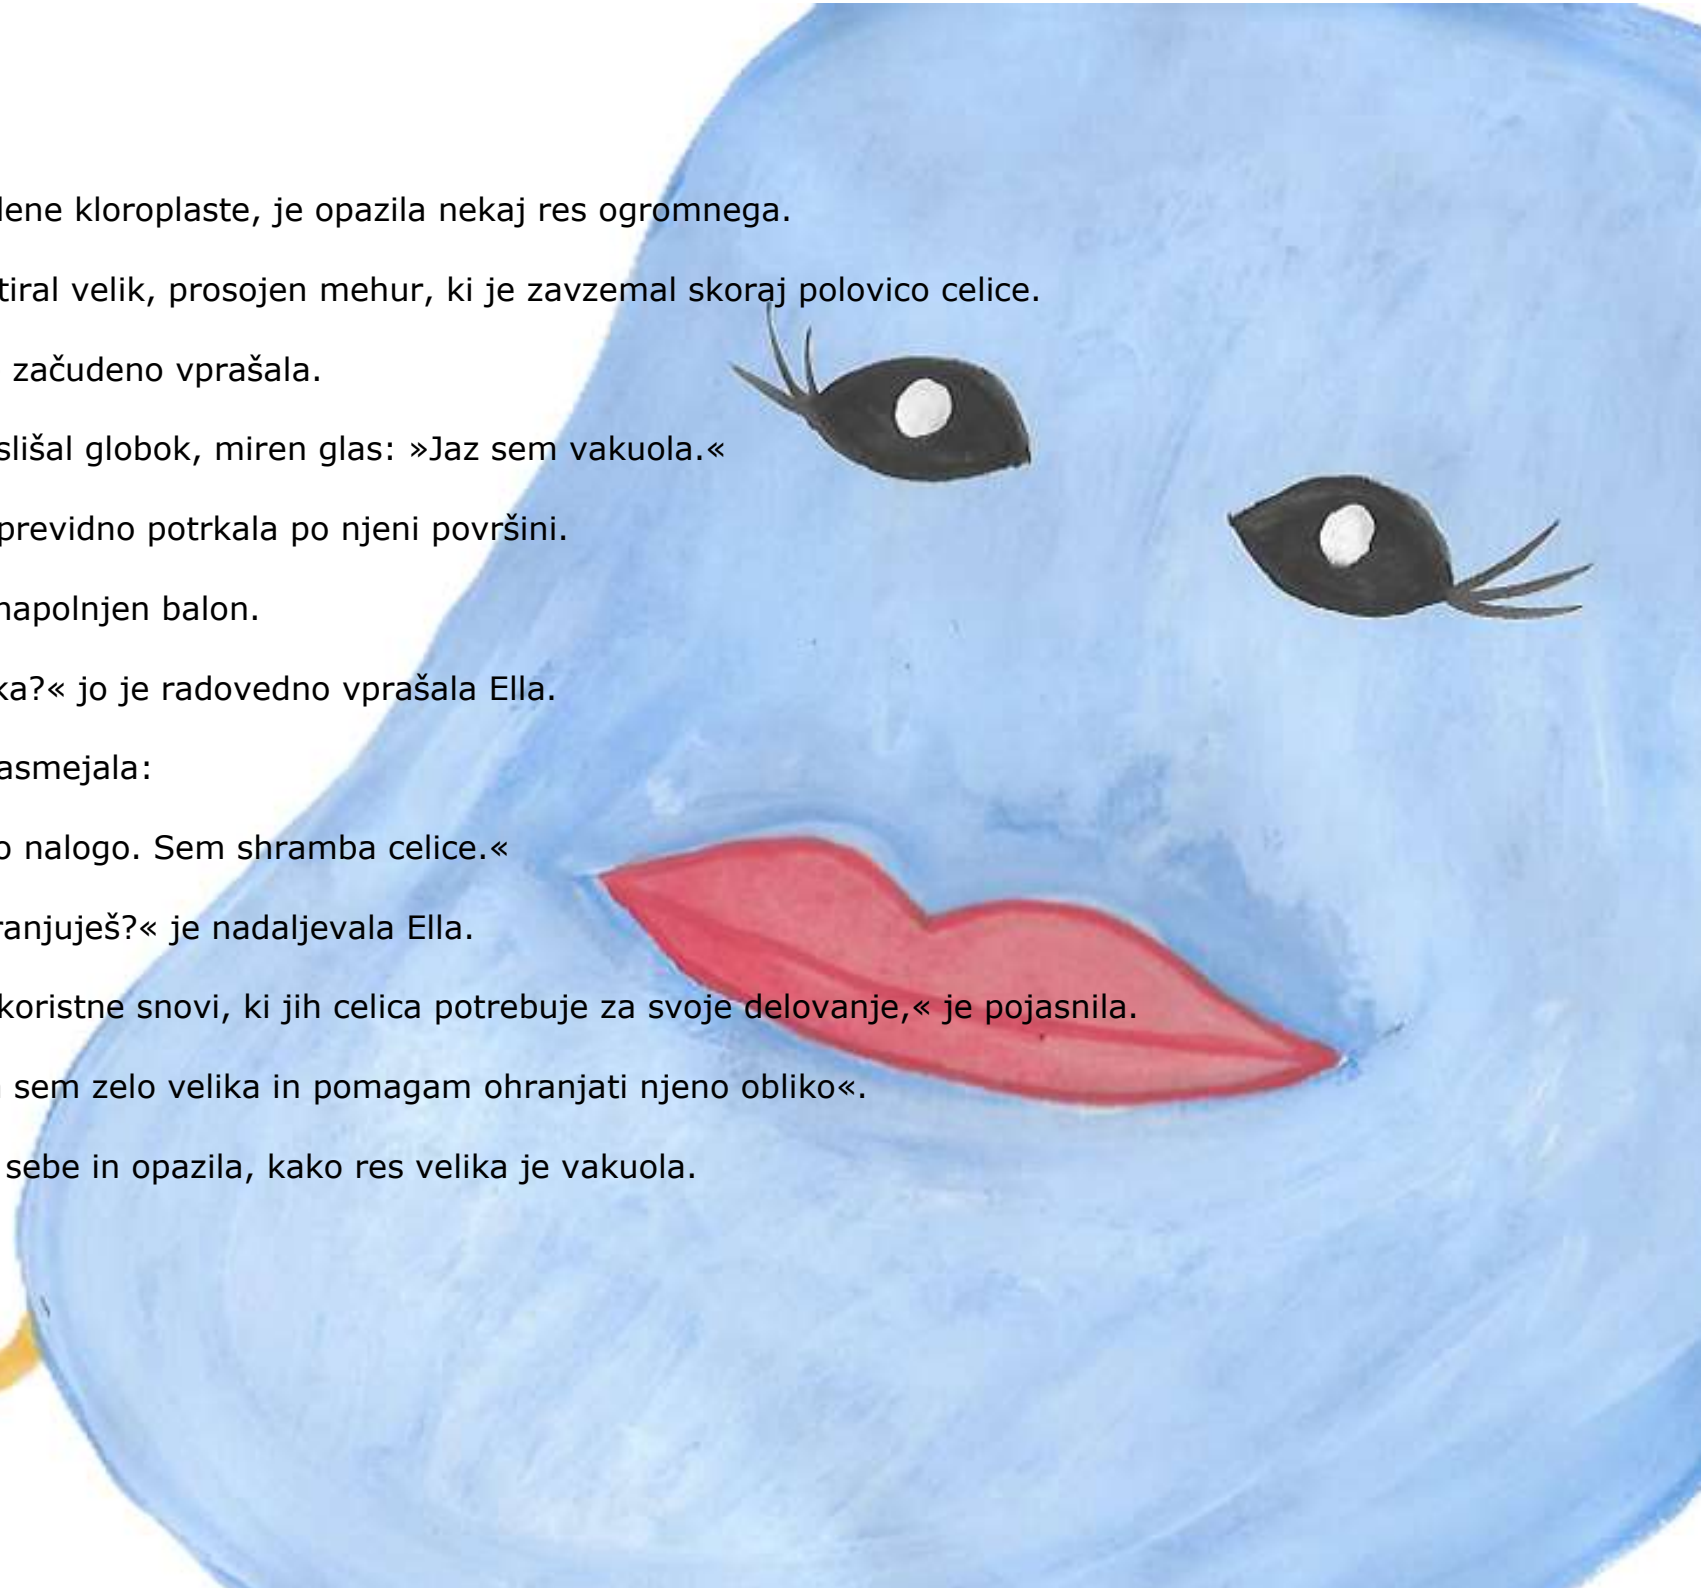 lene kloroplaste, je opazila nekaj res ogromnega.
tiral velik, prosojen mehur, ki je zavzemal skoraj polovico celice.
začudeno vprašala.
slišal globok, miren glas: »Jaz sem vakuola.«
previdno potrkala po njeni površini.
napolnjen balon.
ka?« jo je radovedno vprašala Ella.
asmejala:
o nalogo. Sem shramba celice.«
ranjuješ?« je nadaljevala Ella.
koristne snovi, ki jih celica potrebuje za svoje delovanje,« je pojasnila.
sem zelo velika in pomagam ohranjati njeno obliko«.
sebe in opazila, kako res velika je vakuola.